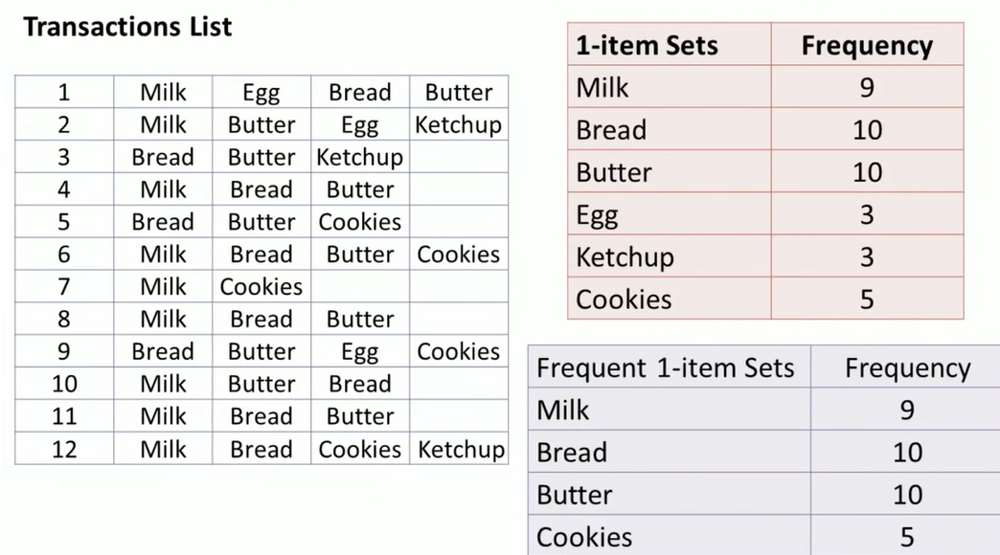 Transactions List
1 Milk Egg Bread Butter
2 Milk Butter Egg Ketchup
3 Bread Butter Ketchup
4 Milk Bread Butter
5 Bread Butter Cookies
6 Milk Bread Butter Cookies
7 Milk Cookies
8 Milk Bread Butter
9 Bread Butter Egg Cookies
10 Milk Butter Bread
11 Milk Bread Butter
12 Milk Bread Cookies Ketchup
1-item Sets Frequency
Milk 9
Bread 10
Butter 10
Egg 3
Ketchup 3
Cookies 5
Frequent 1-item Sets Frequency
Milk 9
Bread 10
Butter 10
Cookies 5